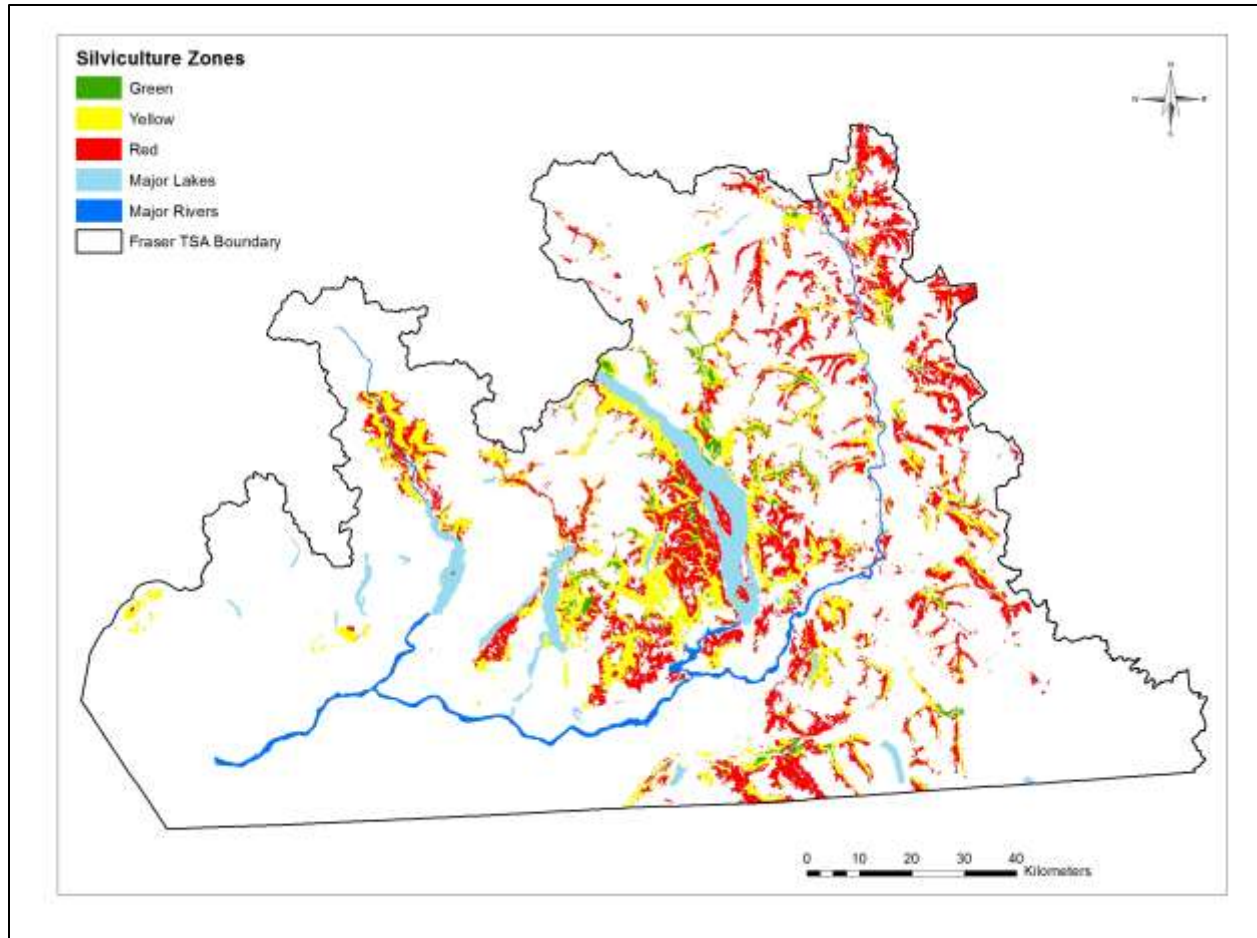 Silviculture Zones
Green
Yellow
Red
Major Lakes
Major Rivers
Fraser TSA Boundary
N
W E
S
0 10 20 30 40
Kilometers